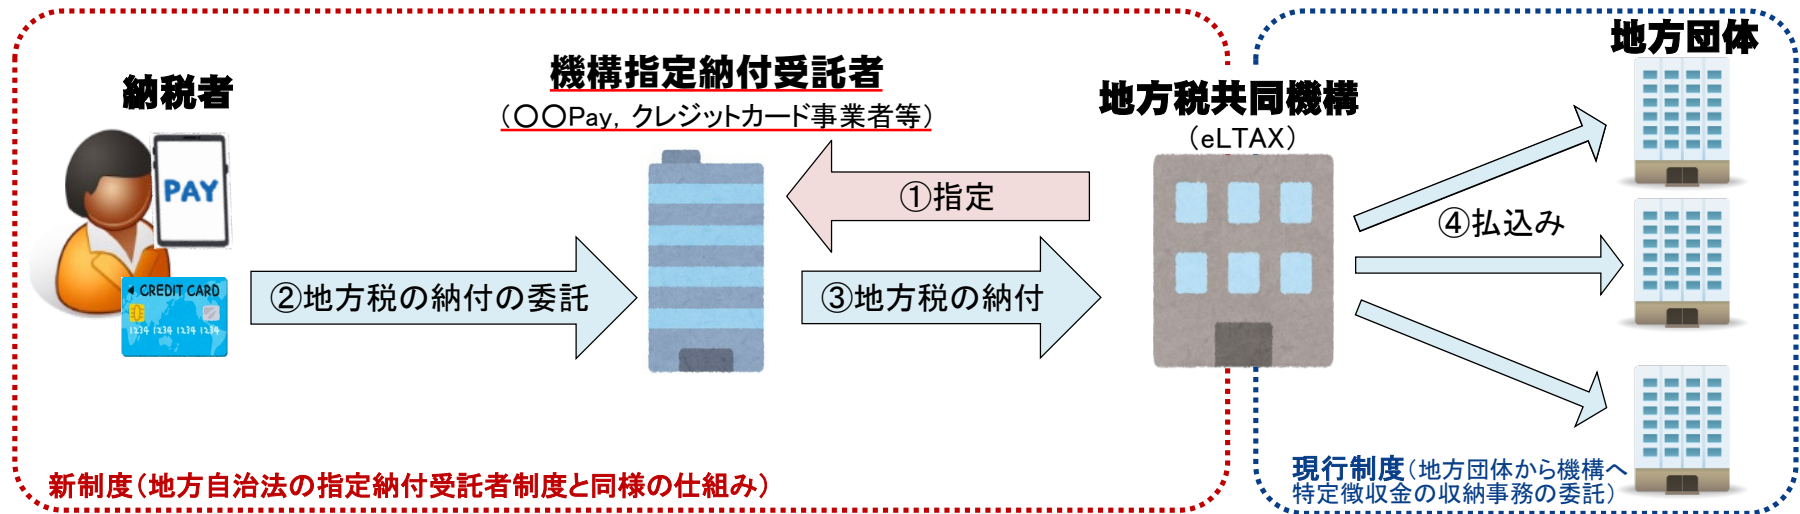 納税者
機構指定納付受託者
（〇〇Pay，クレジットカード事業者等）
地方税共同機構
（eLTAX）
地方団体
PAY
CREDIT CARD
1234 1234 1234 1234
①指定
②地方税の納付の委託
③地方税の納付
④払込み
新制度（地方自治法の指定納付受託者制度と同様の仕組み）
現行制度（地方団体から機構へ
特定徴収金の収納事務の委託）